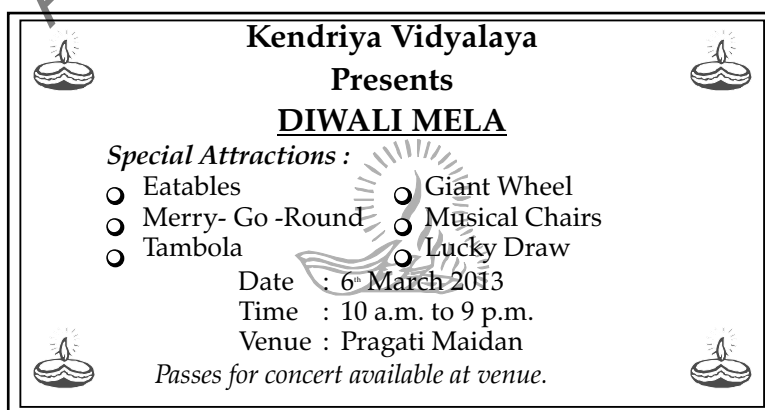 Kendriya Vidyalaya
Presents
DIWALI MELA
Special Attractions :
Eatables Giant Wheel
Merry- Go -Round Musical Chairs
Tambola Lucky Draw
Date : 6th March 2013
Time : 10 a.m. to 9 p.m.
Venue : Pragati Maidan
Passes for concert available at venue.